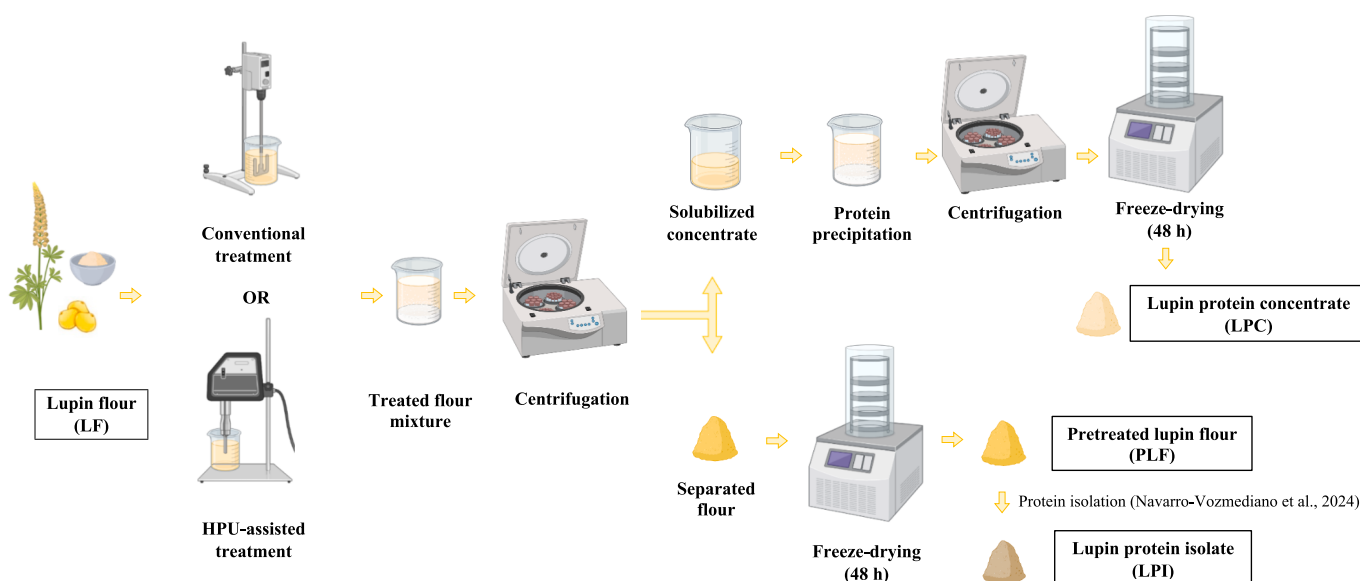 Lupin flour
(LF)
Conventional
treatment
OR
HPU-assisted
treatment
Treated flour
mixture
Centrifugation
Solubilized
concentrate
Protein
precipitation
Centrifugation
Freeze-drying
(48 h)
Lupin protein concentrate
(LPC)
Separated
flour
Freeze-drying
(48 h)
Pretreated lupin flour
(PLF)
Protein isolation (Navarro-Vozmediano et al., 2024)
Lupin protein isolate
(LPI)